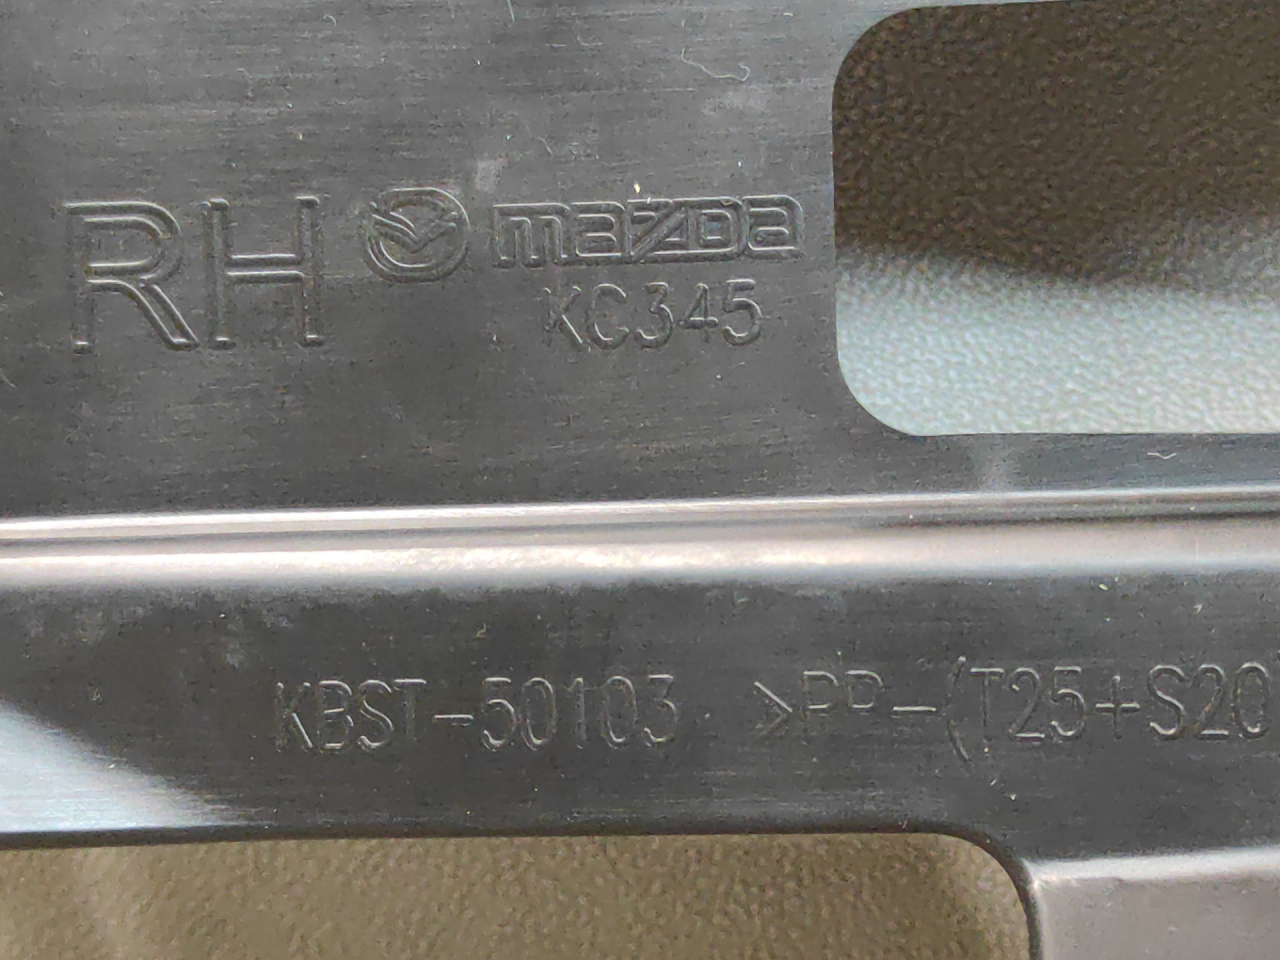 RH mazda
KC345
KBST-50103 >PP-(T25+S20)